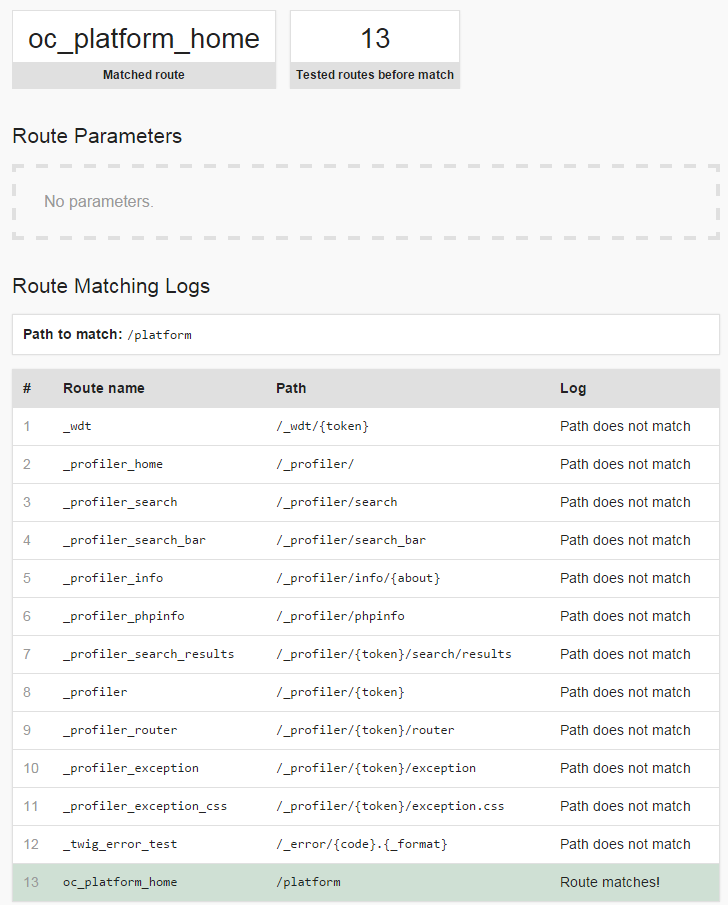 oc_platform_home 13
Matched route Tested routes before match
Route Parameters
No parameters.
Route Matching Logs
Path to match: /platform
# Route name Path Log
1 _wdt /_wdt/{token} Path does not match
2 _profiler_home /_profiler/ Path does not match
3 _profiler_search /_profiler/search Path does not match
4 _profiler_search_bar /_profiler/search_bar Path does not match
5 _profiler_info /_profiler/info/{about} Path does not match
6 _profiler_phpinfo /_profiler/phpinfo Path does not match
7 _profiler_search_results /_profiler/{token}/search/results Path does not match
8 _profiler /_profiler/{token} Path does not match
9 _profiler_router /_profiler/{token}/router Path does not match
10 _profiler_exception /_profiler/{token}/exception Path does not match
11 _profiler_exception_css /_profiler/{token}/exception.css Path does not match
12 _twig_error_test /_error/{code}.{_format} Path does not match
13 oc_platform_home /platform Route matches!